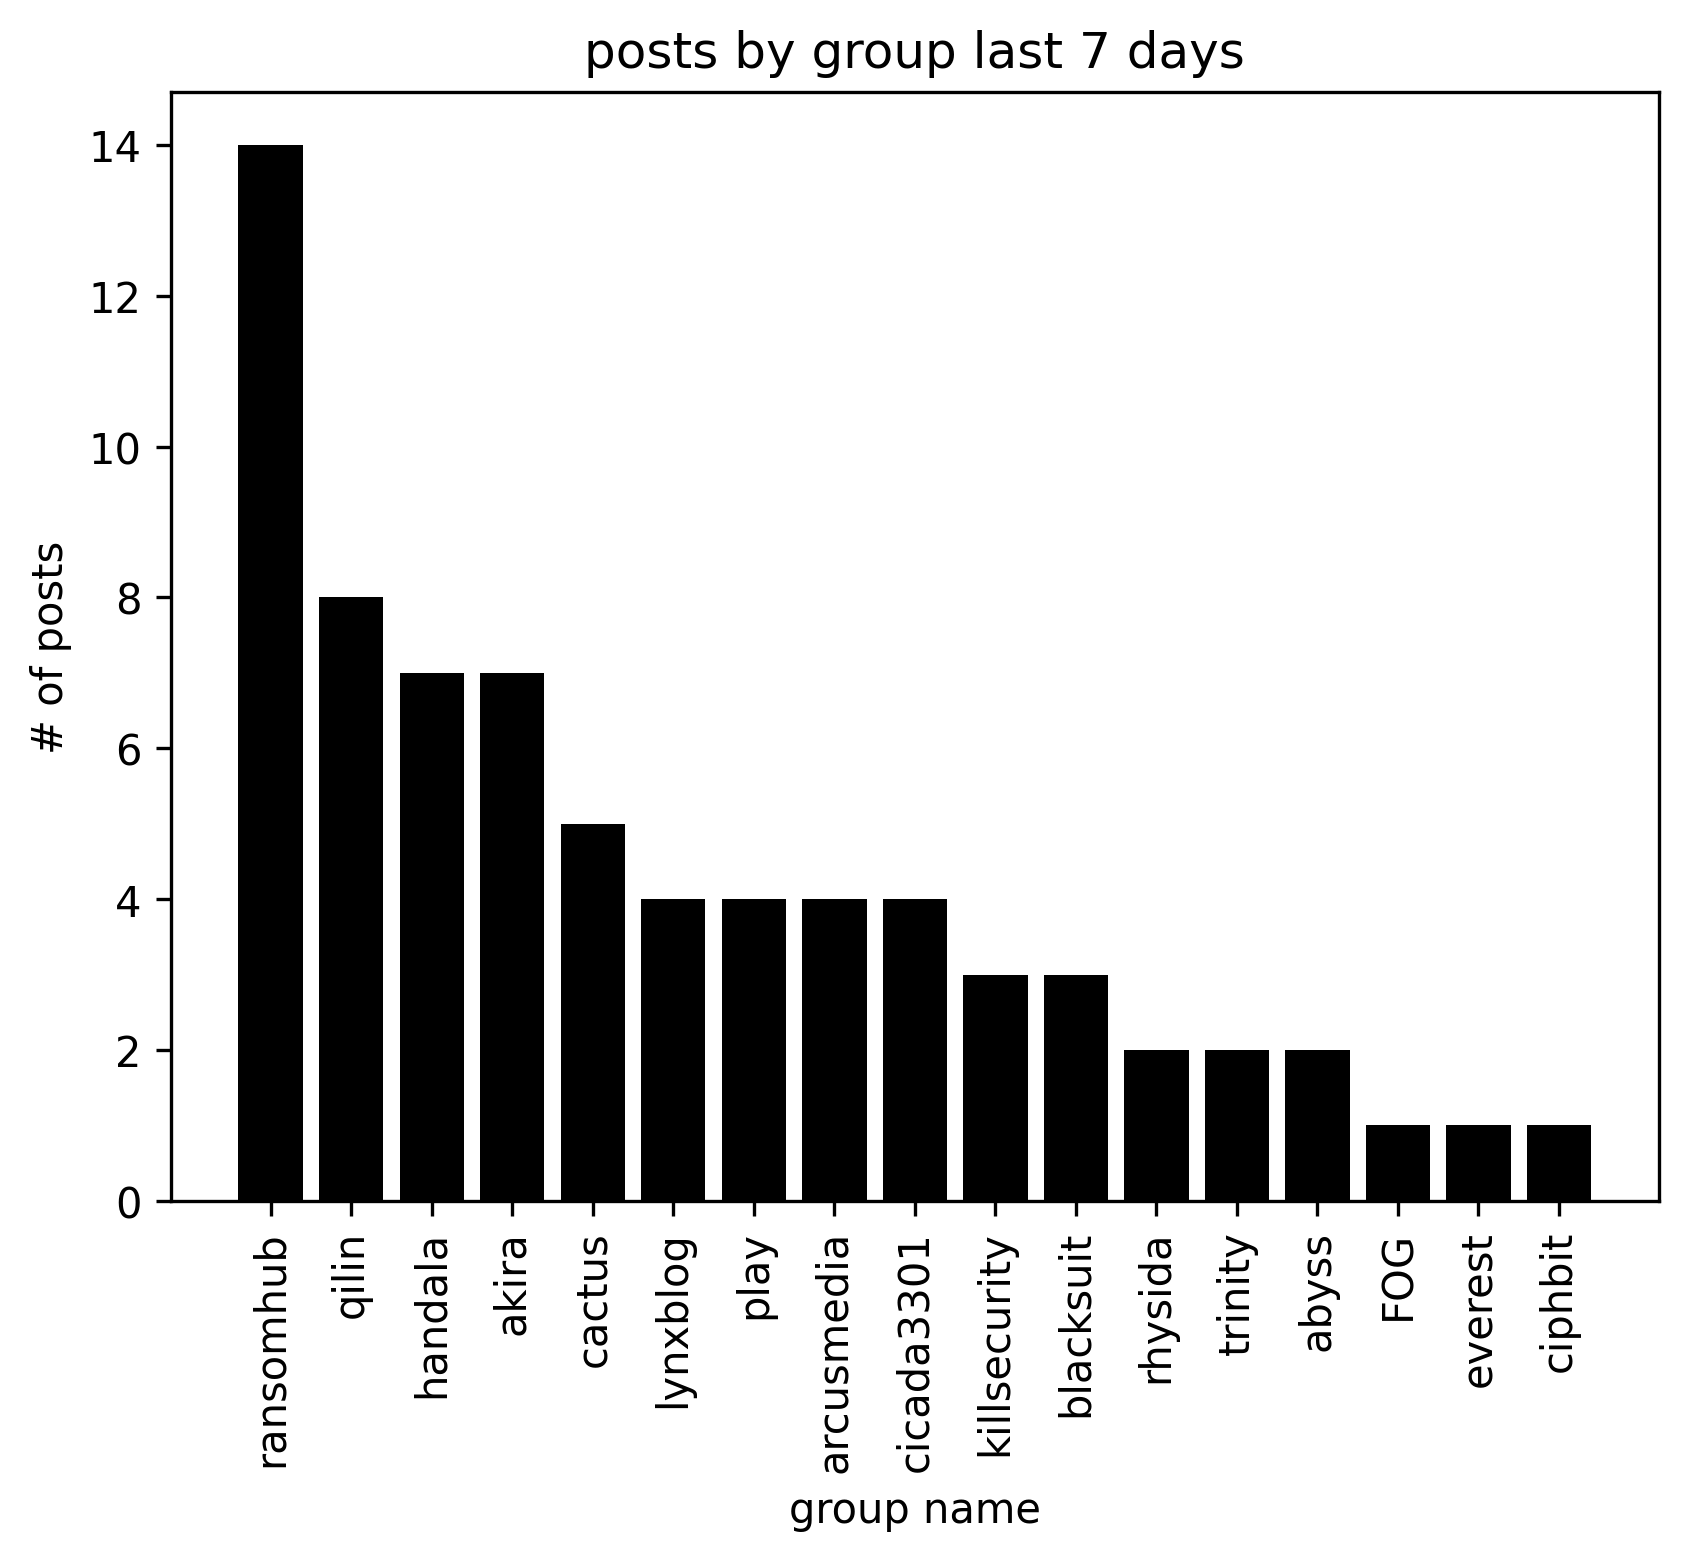 posts by group last 7 days
14
12
10
8
6
4
2
0
# of posts
ransomhub
qilin
handala
akira
cactus
lynxblog
play
arcusmedia
cicada3301
killsecurity
blacksuit
rhysida
trinity
abyss
FOG
everest
ciphbit
group name